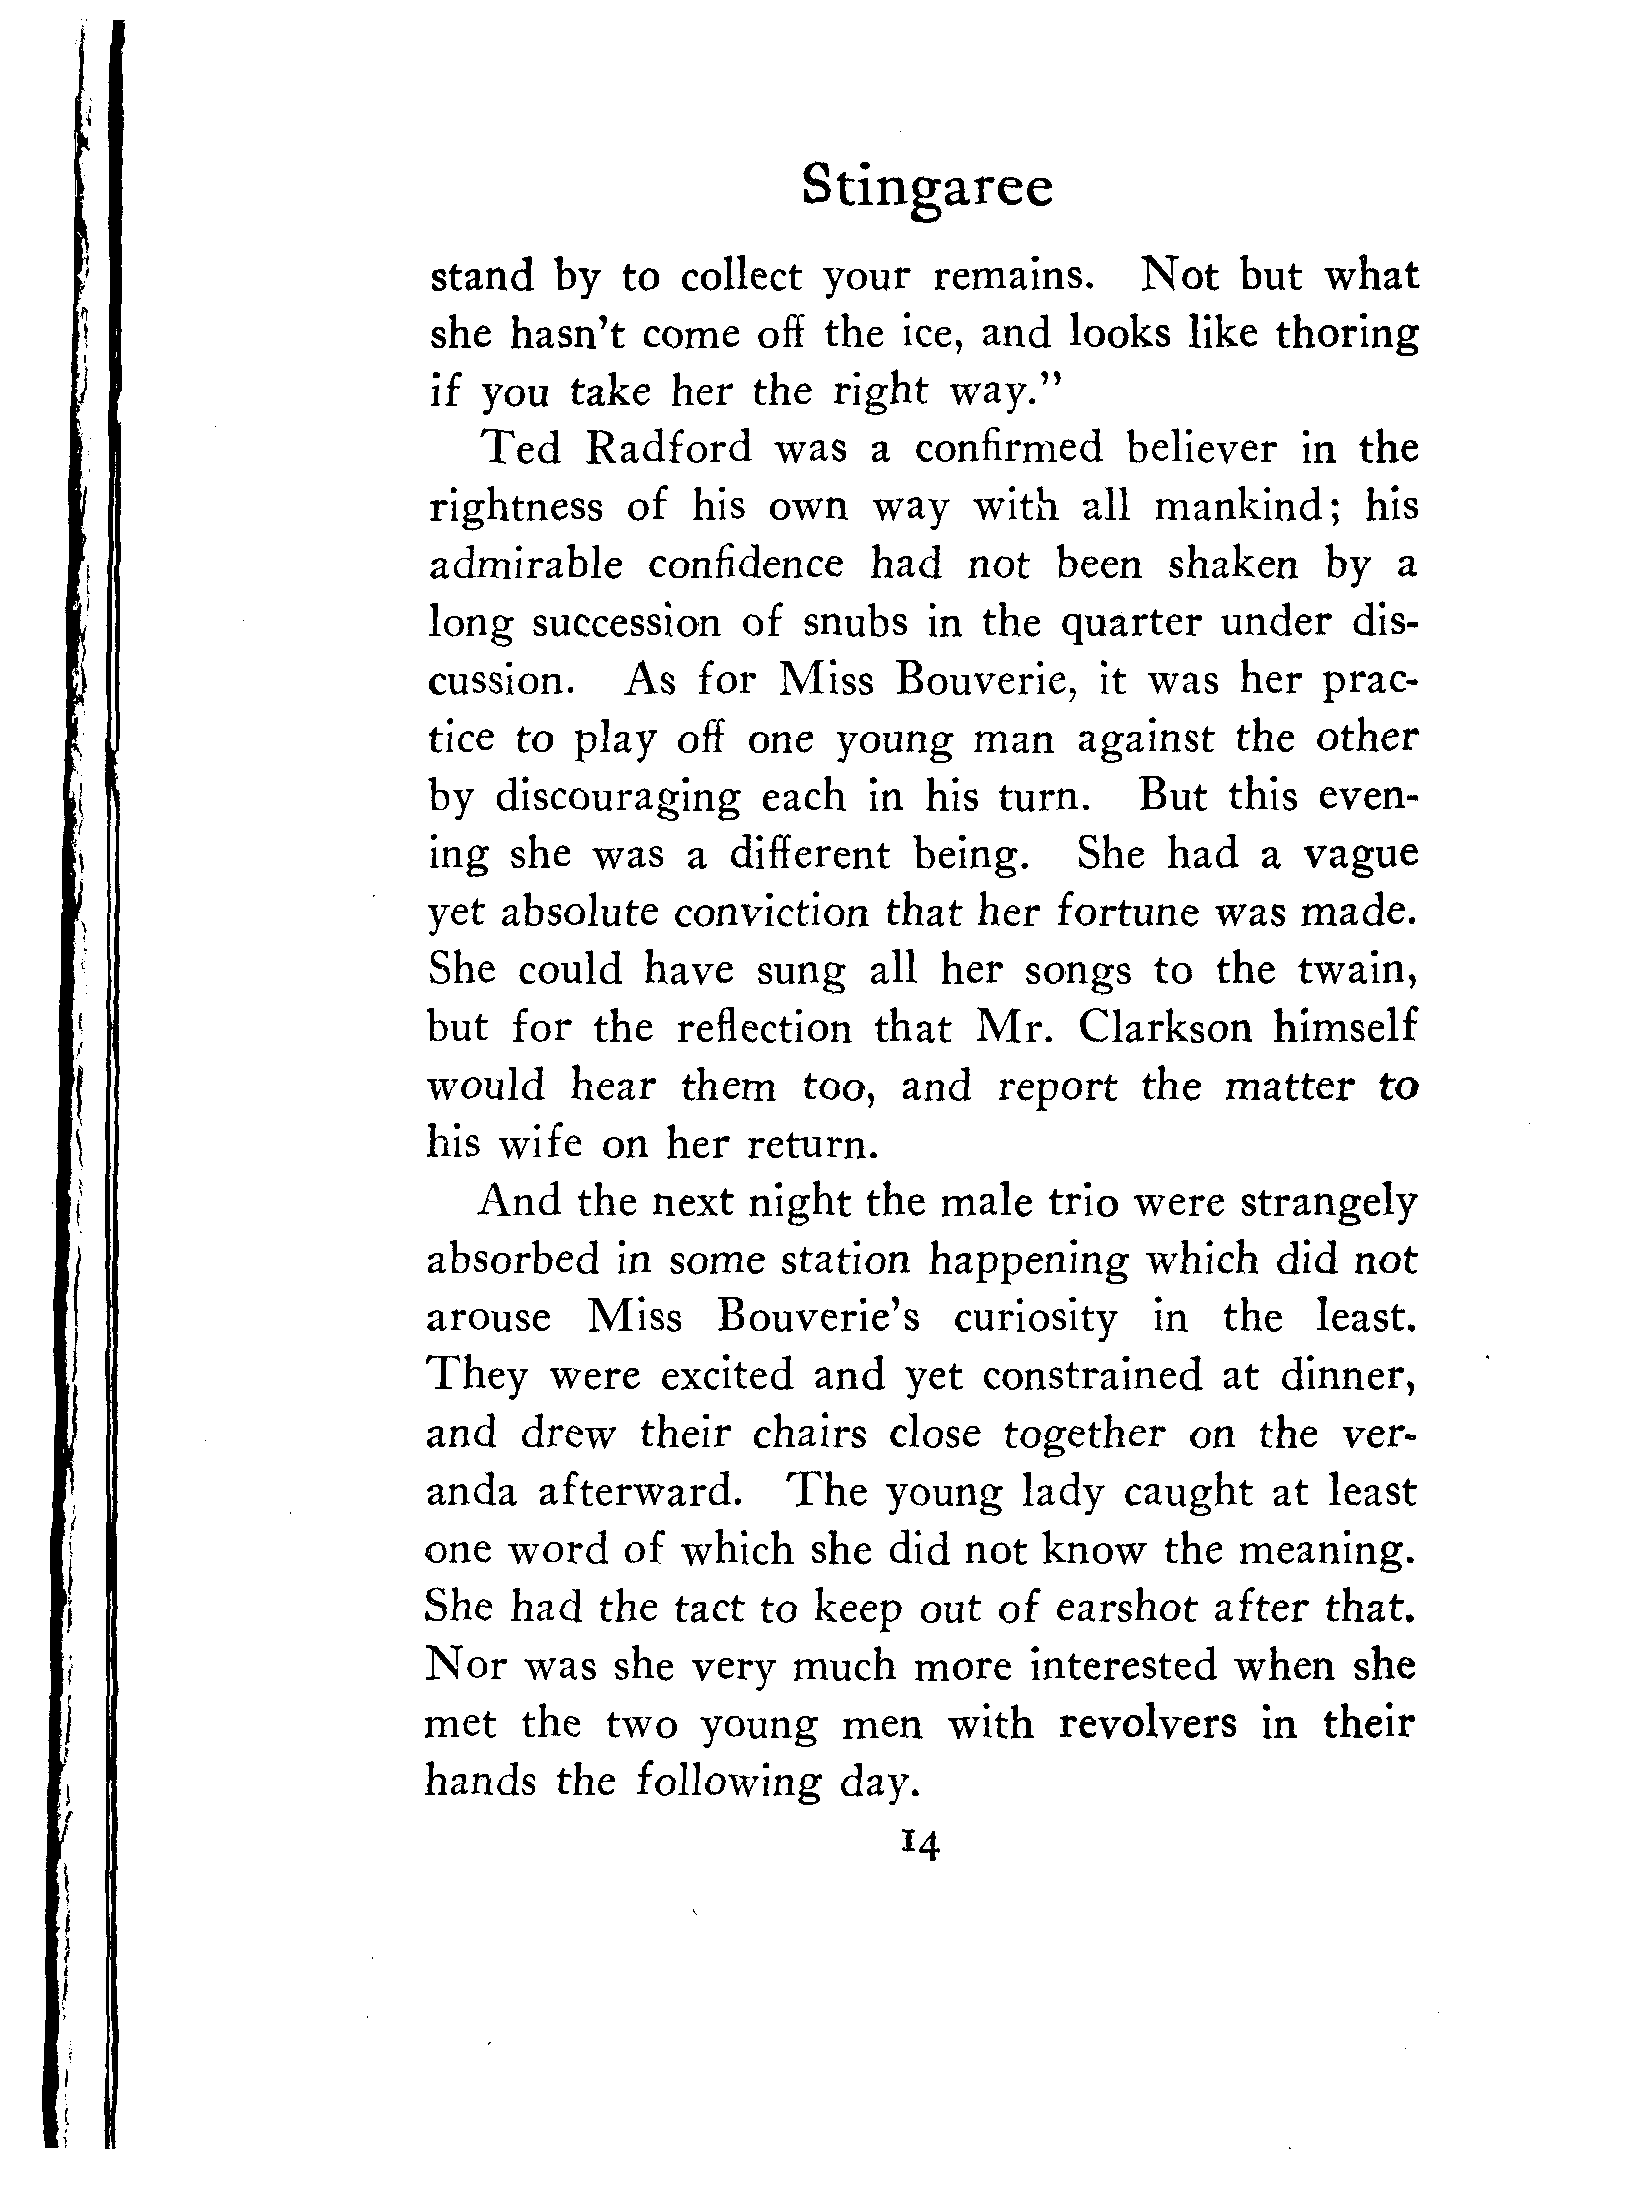 Stingaree
stand by to collect your remains. Not but what
she hasn't come off the ice, and looks like thoring
if you take her the right way."
Ted Radford was a confirmed believer in the
rightness of his own way with all mankind; his
admirable confidence had not been shaken by a
long succession of snubs in the quarter under dis-
cussion. As for Miss Bouverie, it was her prac-
tice to play off one young man against the other
by discouraging each in his turn. But this even-
ing she was a different being. She had a vague
yet absolute conviction that her fortune was made.
She could have sung all her songs to the twain,
but for the reflection that Mr. Clarkson himself
would hear them too, and report the matter to
his wife on her return.
And the next night the male trio were strangely
absorbed in some station happening which did not
arouse Miss Bouverie's curiosity in the least.
They were excited and yet constrained at dinner,
and drew their chairs close together on the ver-
anda afterward. The young lady caught at least
one word of which she did not know the meaning.
She had the tact to keep out of earshot after that.
Nor was she very much more interested when she
met the two young men with revolvers in their
hands the following day.
14